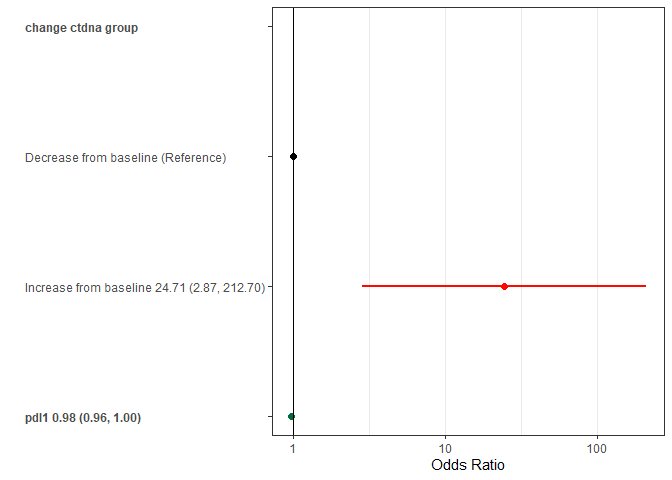 change ctdna group
Decrease from baseline (Reference)
Increase from baseline 24.71 (2.87, 212.70)
pdl1 0.98 (0.96, 1.00)
1 10 100
Odds Ratio